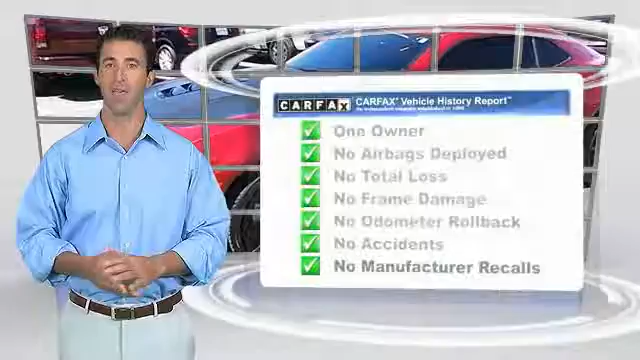 CARFAX CARFAX Vehicle History Report™
One Owner
No Airbags Deployed
No Total Loss
No Frame Damage
No Odometer Rollback
No Accidents
No Manufacturer Recalls